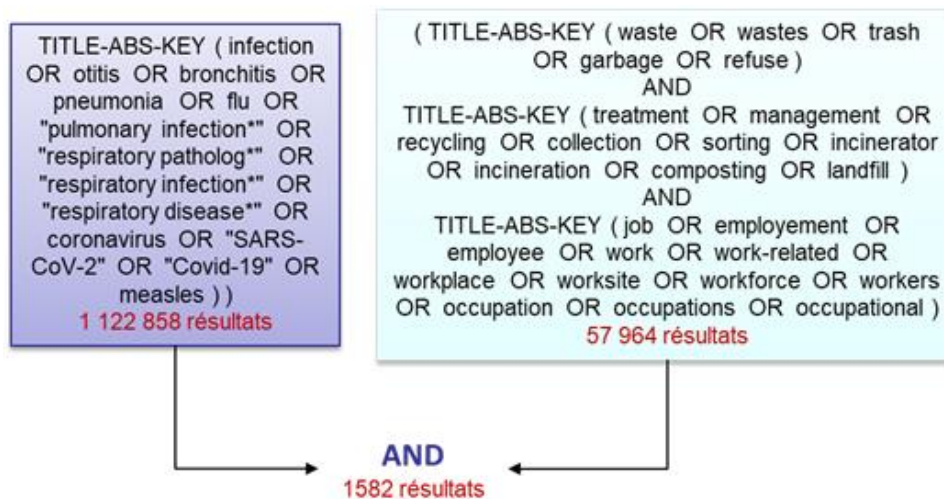 TITLE-ABS-KEY ( infection
OR otitis OR bronchitis OR
pneumonia OR flu OR
"pulmonary infection*" OR
"respiratory patholog*" OR
"respiratory infection*" OR
"respiratory disease*" OR
coronavirus OR "SARS-
CoV-2" OR "Covid-19" OR
measles ) )
1 122 858 résultats
( TITLE-ABS-KEY ( waste OR wastes OR trash
OR garbage OR refuse )
AND
TITLE-ABS-KEY ( treatment OR management OR
recycling OR collection OR sorting OR incinerator
OR incineration OR composting OR landfill )
AND
TITLE-ABS-KEY ( job OR employement OR
employee OR work OR work-related OR
workplace OR worksite OR workforce OR workers
OR occupation OR occupations OR occupational )
57 964 résultats
AND
1582 résultats